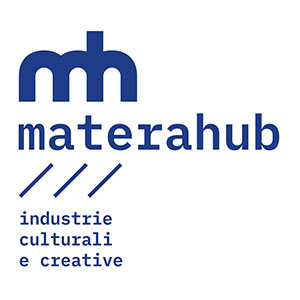 mh
materahub
///
industrie
culturali
e creative